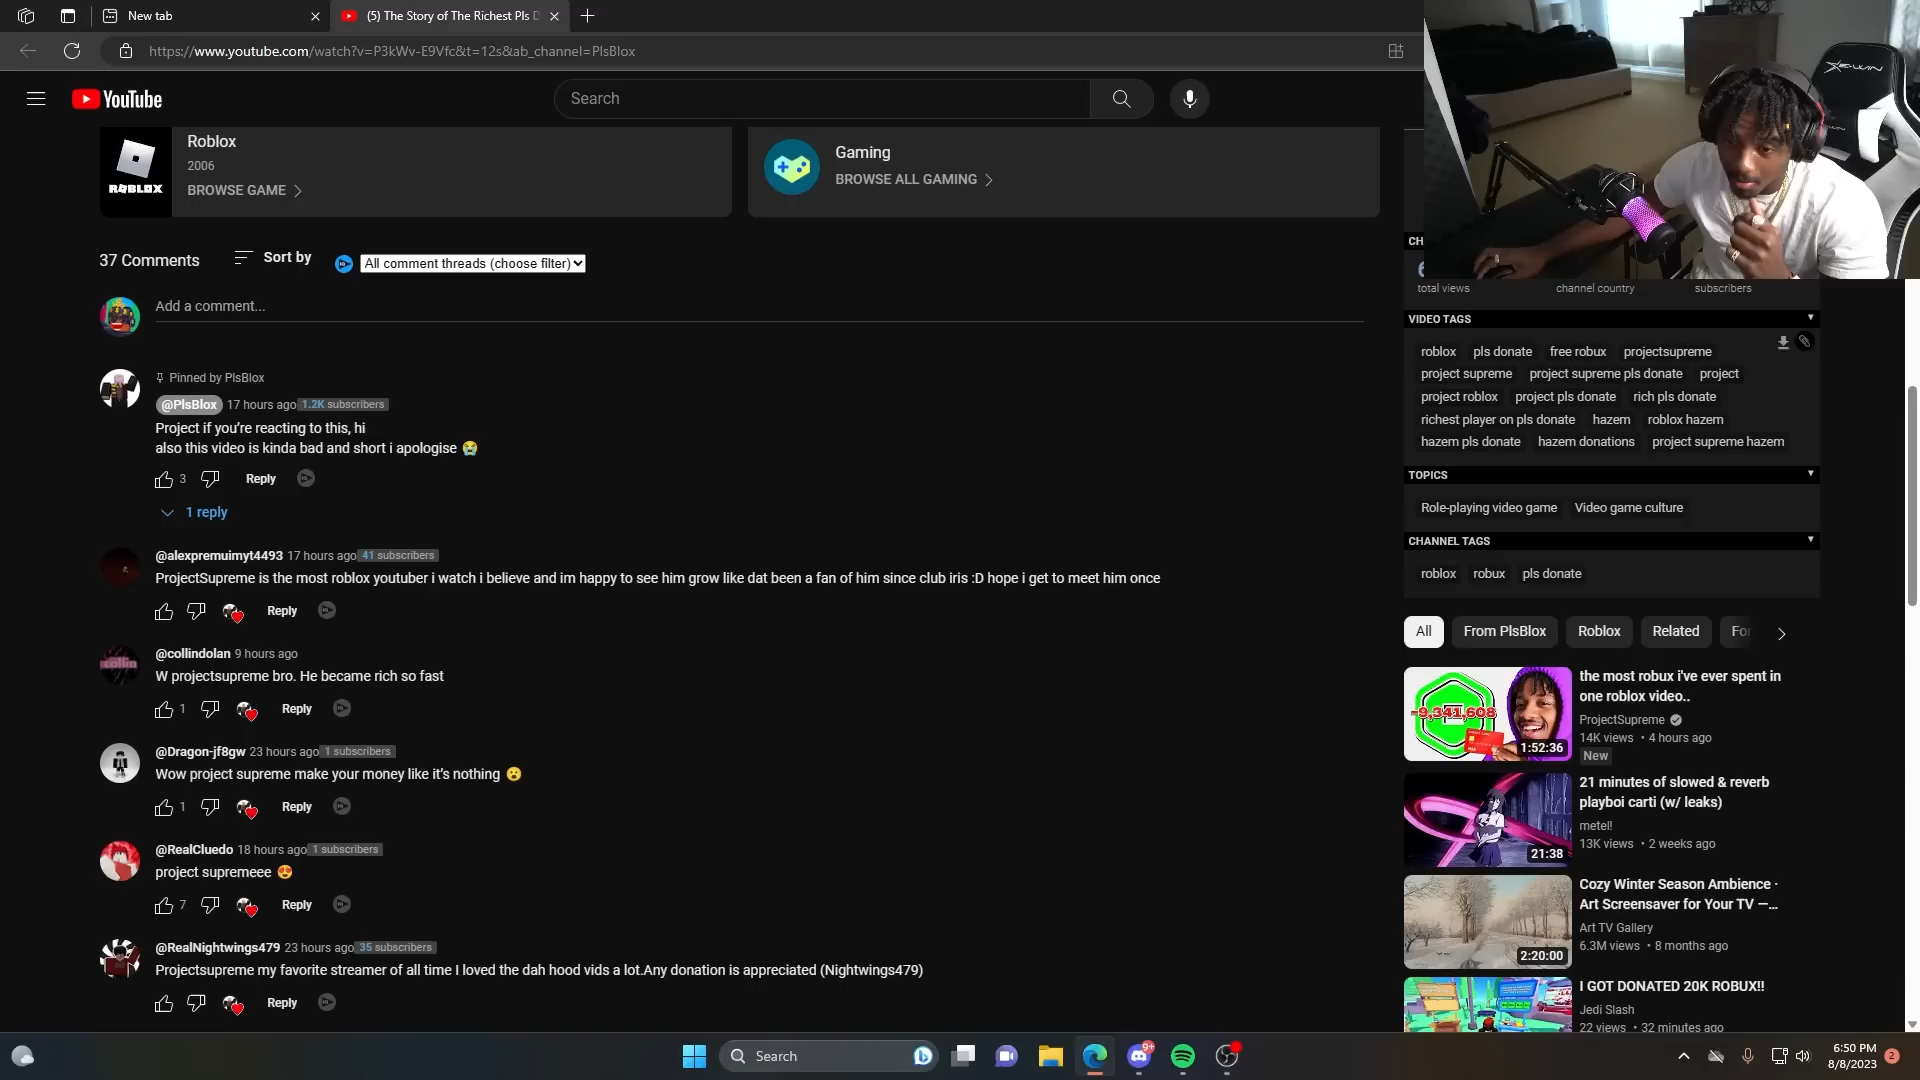 New tab
(5) The Story of The Richest Pls D
https://www.youtube.com/watch?v=P3kWv-E9Vfc&t=12s&ab_channel=PlsBlox
YouTube
Search
ROBLOX
Roblox
2006
BROWSE GAME
Gaming
BROWSE ALL GAMING
37 Comments
Sort by
All comment threads (choose filter)
Add a comment...
Pinned by PlsBlox
@PlsBlox 17 hours ago 1.2K subscribers
Project if you're reacting to this, hi
also this video is kinda bad and short i apologise 😭
3
Reply
1 reply
@alexpremuimyt4493 17 hours ago 41 subscribers
ProjectSupreme is the most roblox youtuber i watch i believe and im happy to see him grow like dat been a fan of him since club iris :D hope i get to meet him once
Reply
collin
@collindolan 9 hours ago
W projectsupreme bro. He became rich so fast
1
Reply
@Dragon-jf8gw 23 hours ago 1 subscribers
Wow project supreme make your money like it's nothing 😮
1
Reply
@RealCluedo 18 hours ago 1 subscribers
project supremeee 😍
7
Reply
@RealNightwings479 23 hours ago 35 subscribers
Projectsupreme my favorite streamer of all time I loved the dah hood vids a lot.Any donation is appreciated (Nightwings479)
Reply
E-WIN
CH
total views
channel country
subscribers
VIDEO TAGS
roblox pls donate free robux projectsupreme
project supreme project supreme pls donate project
project roblox project pls donate rich pls donate
richest player on pls donate hazem roblox hazem
hazem pls donate hazem donations project supreme hazem
TOPICS
Role-playing video game Video game culture
CHANNEL TAGS
roblox robux pls donate
All
From PlsBlox
Roblox
Related
For
-9,341,608
1:52:36
the most robux i've ever spent in
one roblox video..
ProjectSupreme
14K views • 4 hours ago
New
21:38
21 minutes of slowed & reverb
playboi carti (w/ leaks)
metel!
13K views • 2 weeks ago
2:20:00
Cozy Winter Season Ambience ·
Art Screensaver for Your TV —...
Art TV Gallery
6.3M views • 8 months ago
I GOT DONATED 20K ROBUX!!
Jedi Slash
22 views • 32 minutes ago
Search
9+
6:50 PM
8/8/2023
2